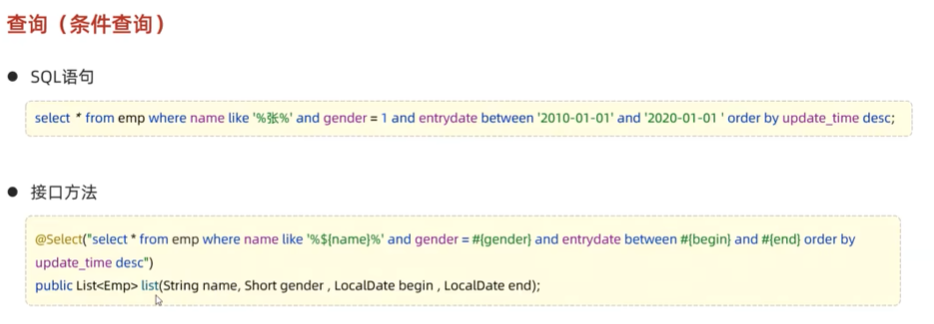 查询（条件查询）
● SQL语句
select * from emp where name like '%张%' and gender = 1 and entrydate between '2010-01-01' and '2020-01-01 ' order by update_time desc;
● 接口方法
@Select("select * from emp where name like '%${name}%' and gender = #{gender} and entrydate between #{begin} and #{end} order by
update_time desc")
public List<Emp> list(String name, Short gender , LocalDate begin , LocalDate end);